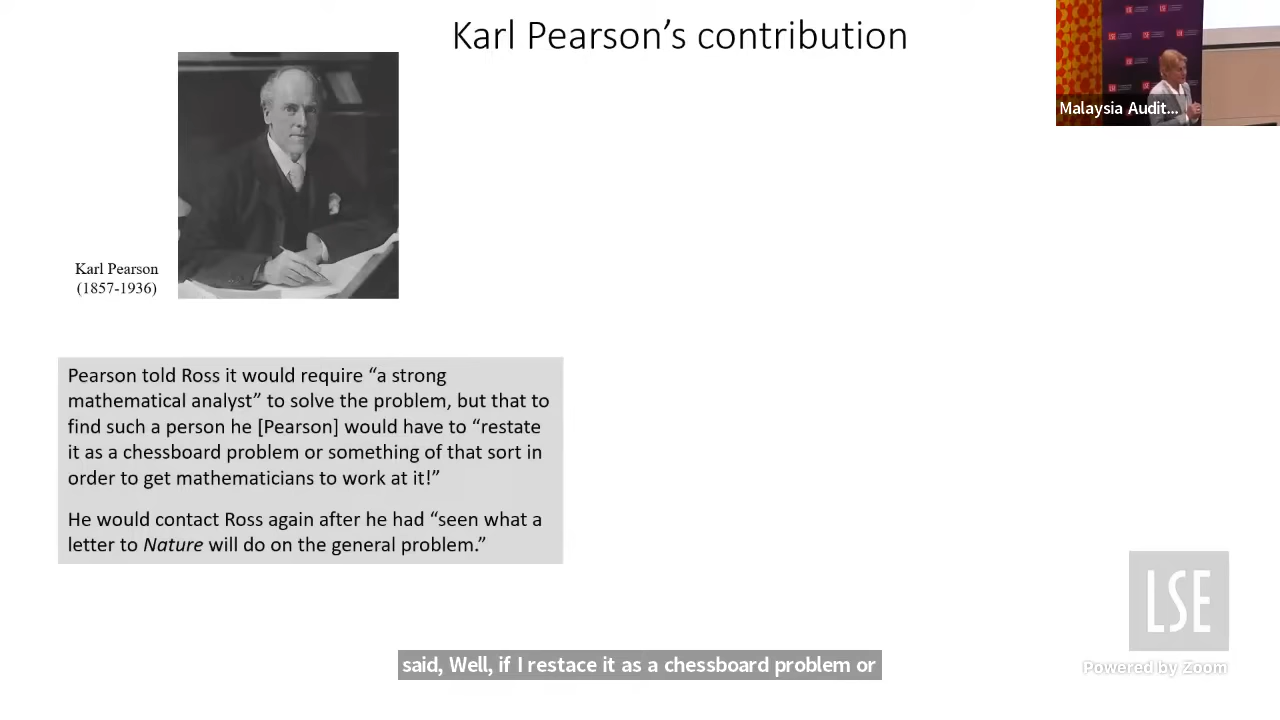 Karl Pearson’s contribution
LSE
Malaysia Audit...
Karl Pearson
(1857-1936)
Pearson told Ross it would require “a strong
mathematical analyst” to solve the problem, but that to
find such a person he [Pearson] would have to “restate
it as a chessboard problem or something of that sort in
order to get mathematicians to work at it!”
He would contact Ross again after he had “seen what a
letter to Nature will do on the general problem.”
LSE
Powered by Zoom
said, Well, if I restace it as a chessboard problem or